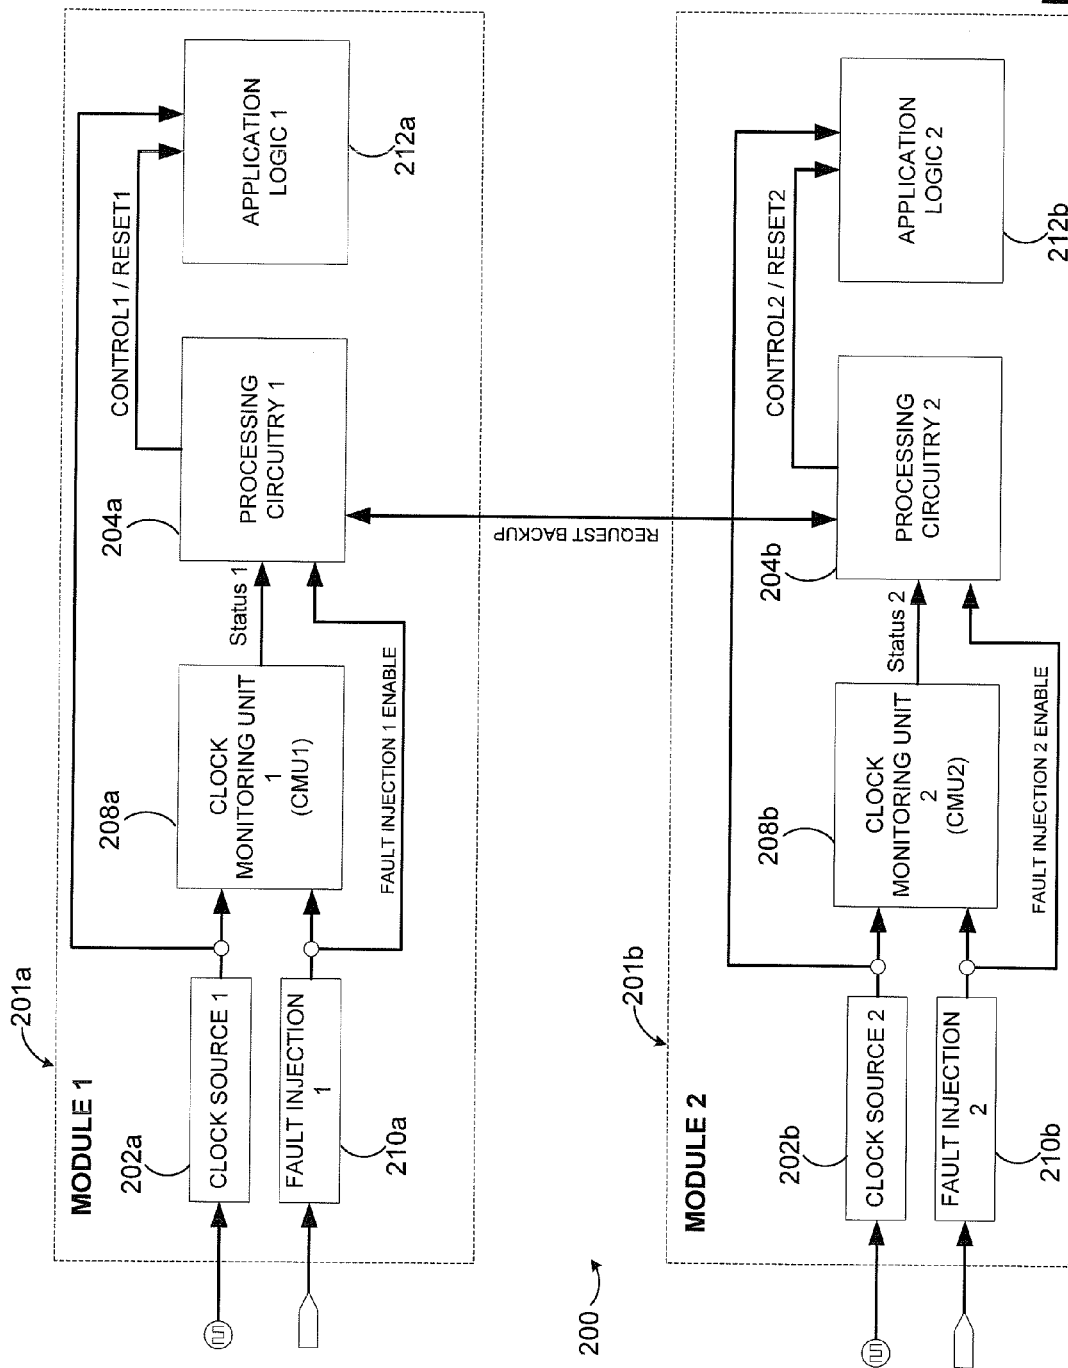 MODULE 1
201a
CLOCK SOURCE 1
202a
FAULT INJECTION
1
210a
CLOCK
MONITORING UNIT
1
(CMU1)
208a
Status 1
FAULT INJECTION 1 ENABLE
PROCESSING
CIRCUITRY 1
204a
CONTROL1 / RESET1
APPLICATION
LOGIC 1
212a
REQUEST BACKUP
200
MODULE 2
201b
CLOCK SOURCE 2
202b
FAULT INJECTION
2
210b
CLOCK
MONITORING UNIT
2
(CMU2)
208b
Status 2
FAULT INJECTION 2 ENABLE
PROCESSING
CIRCUITRY 2
204b
CONTROL2 / RESET2
APPLICATION
LOGIC 2
212b